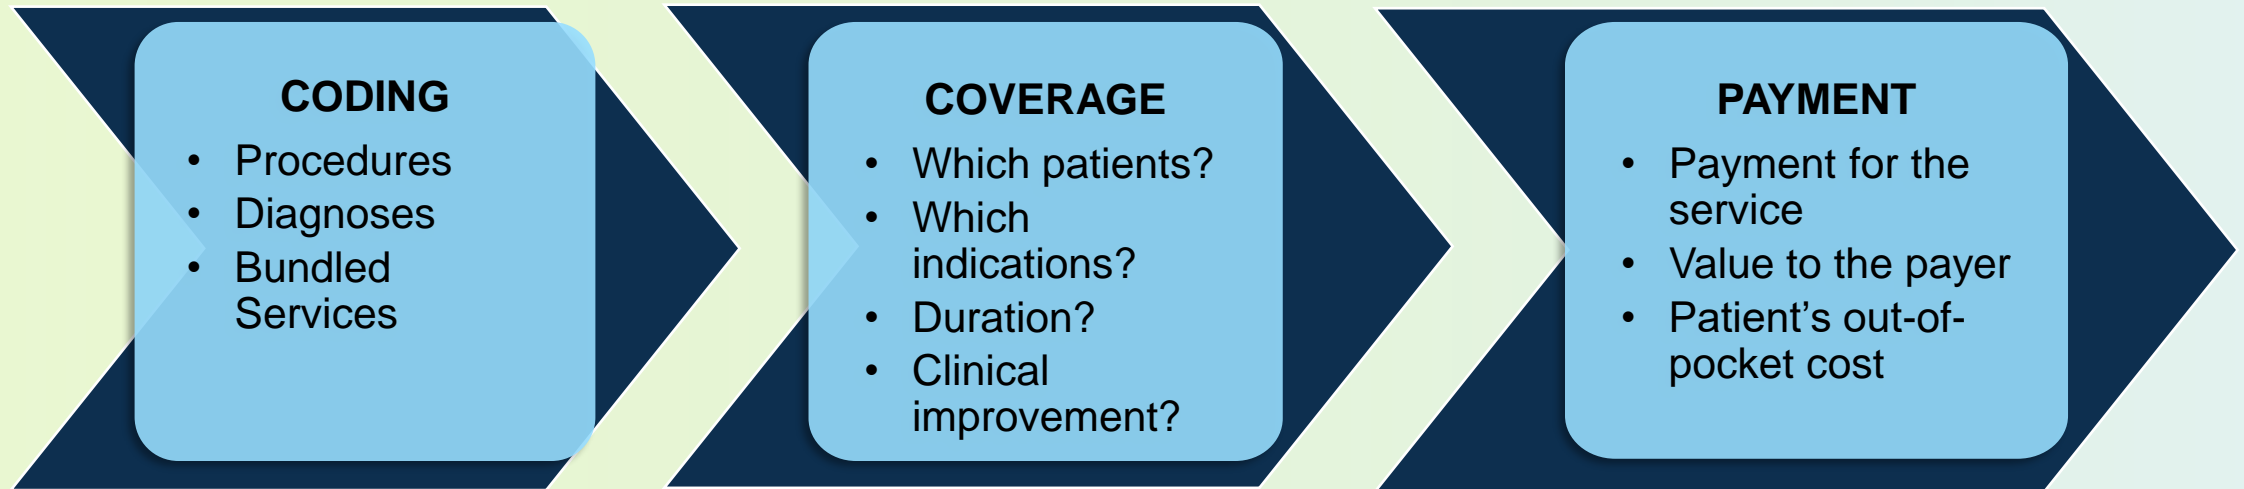 CODING
• Procedures
• Diagnoses
• Bundled
Services
COVERAGE
• Which patients?
• Which
indications?
• Duration?
• Clinical
improvement?
PAYMENT
• Payment for the
service
• Value to the payer
• Patient’s out-of-
pocket cost